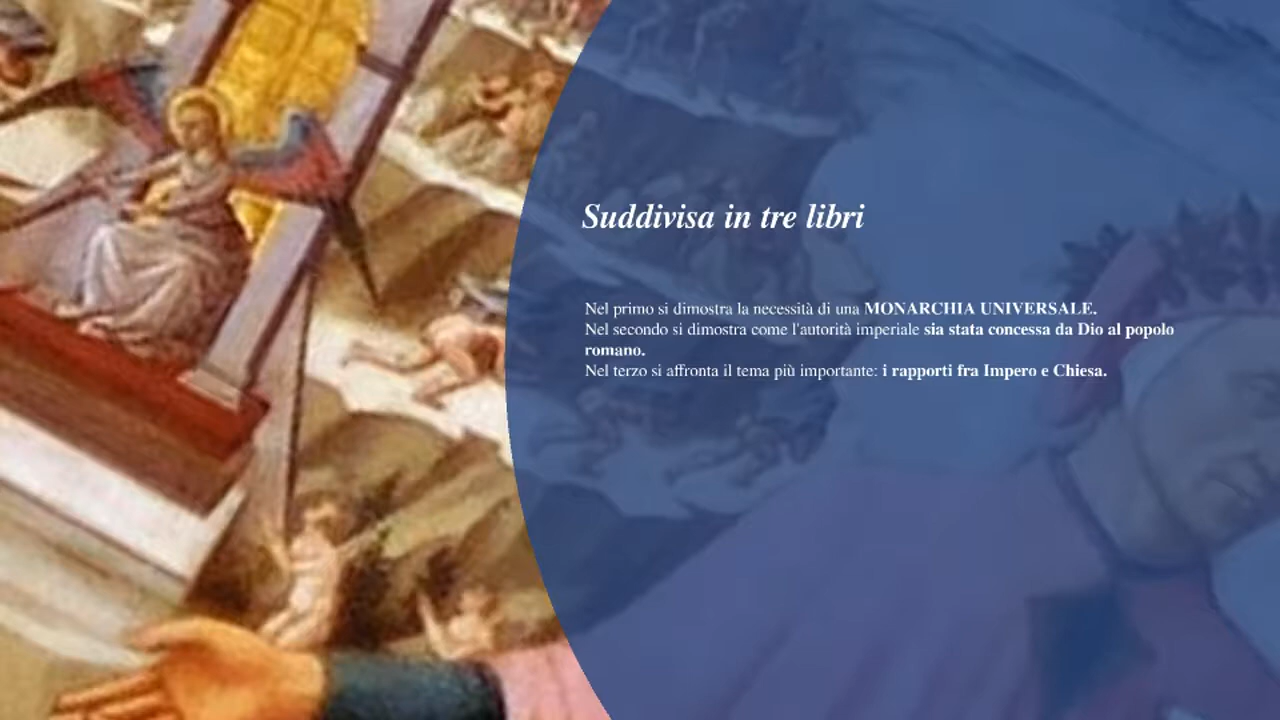 Suddivisa in tre libri
Nel primo si dimostra la necessità di una MONARCHIA UNIVERSALE.
Nel secondo si dimostra come l'autorità imperiale sia stata concessa da Dio al popolo
romano.
Nel terzo si affronta il tema più importante: i rapporti fra Impero e Chiesa.